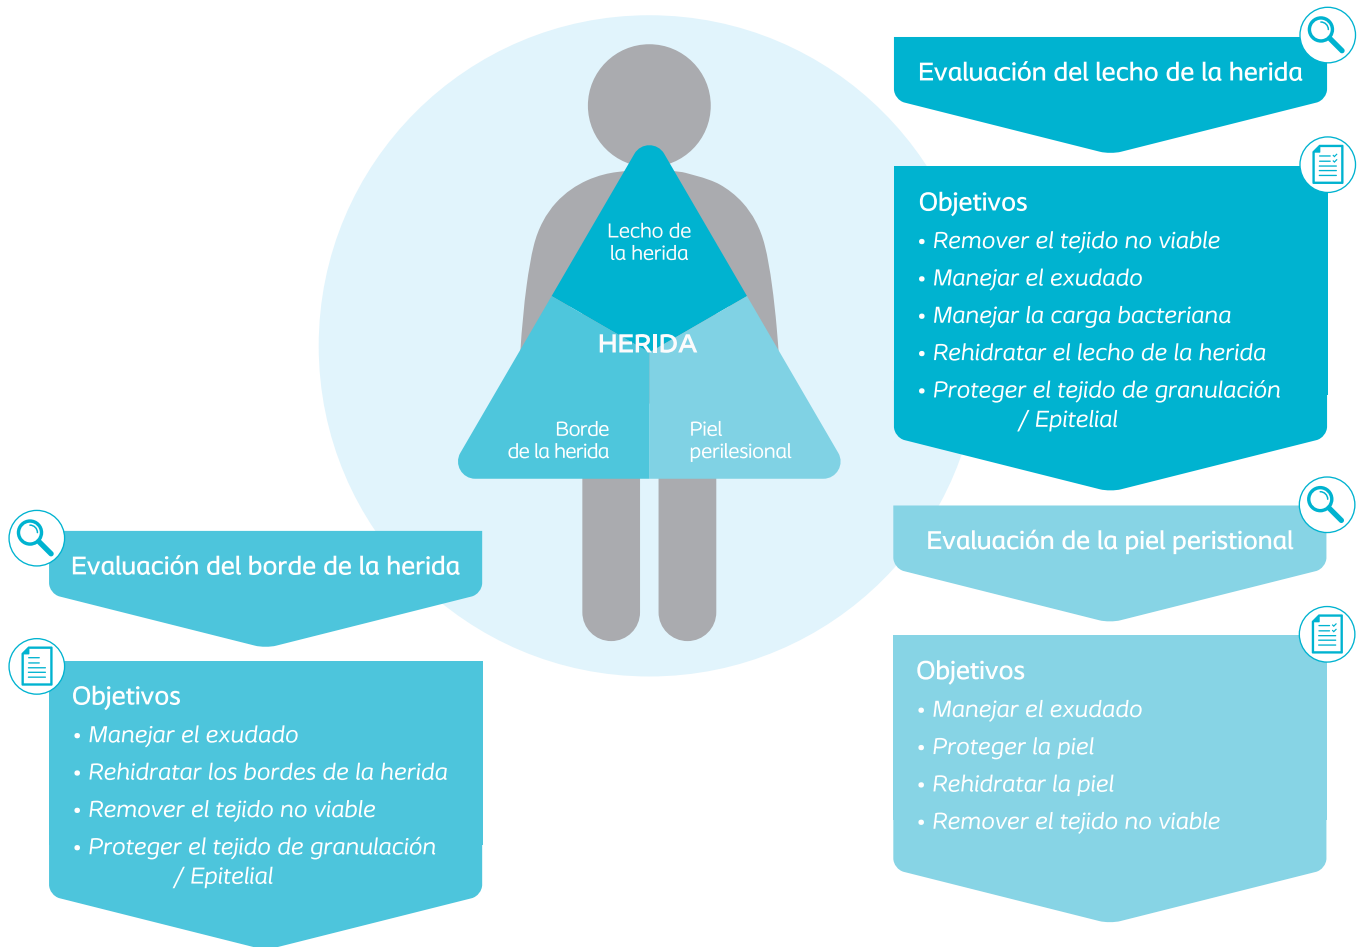 Evaluación del lecho de la herida
Objetivos
• Remover el tejido no viable
• Manejar el exudado
• Manejar la carga bacteriana
• Rehidratar el lecho de la herida
• Proteger el tejido de granulación
/ Epitelial
Lecho de
la herida
HERIDA
Borde
de la herida
Piel
perilesional
Evaluación del borde de la herida
Objetivos
• Manejar el exudado
• Rehidratar los bordes de la herida
• Remover el tejido no viable
• Proteger el tejido de granulación
/ Epitelial
Evaluación de la piel peristional
Objetivos
• Manejar el exudado
• Proteger la piel
• Rehidratar la piel
• Remover el tejido no viable